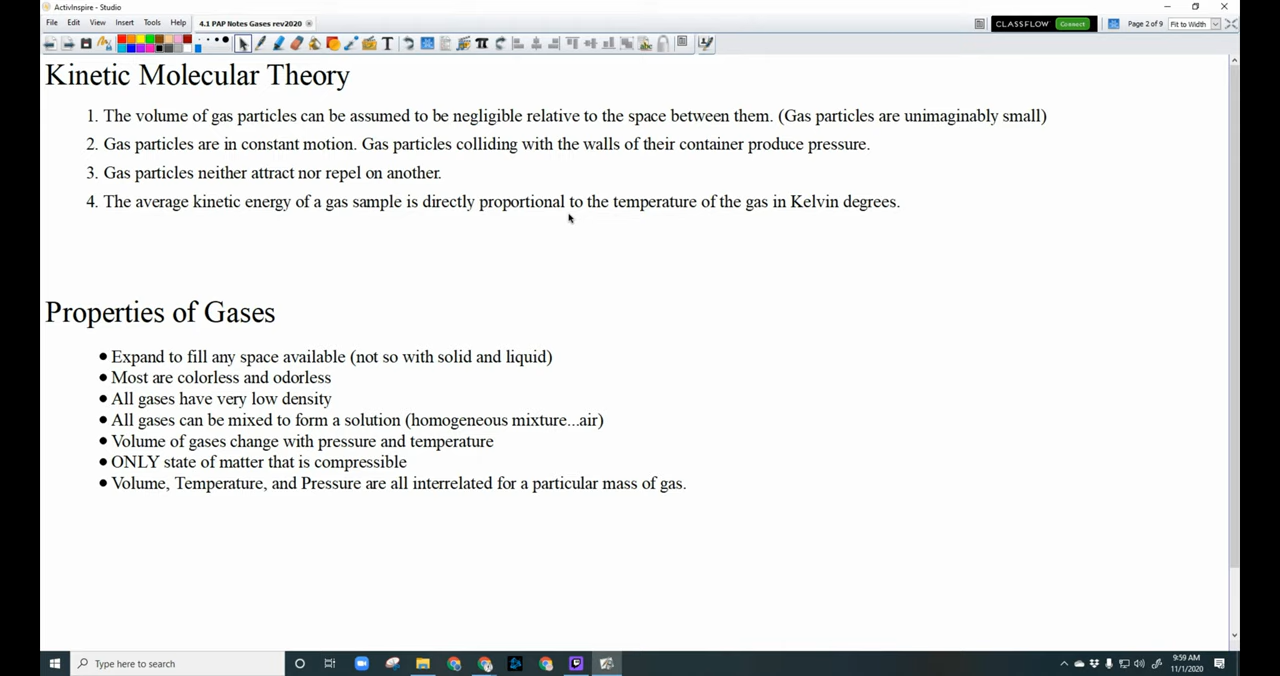 ActivInspire - Studio
File Edit View Insert Tools Help 4.1 PAP Notes Gases rev2020
CLASSFLOW Connect Page 2 of 9 Fit to Width
Kinetic Molecular Theory
1. The volume of gas particles can be assumed to be negligible relative to the space between them. (Gas particles are unimaginably small)
2. Gas particles are in constant motion. Gas particles colliding with the walls of their container produce pressure.
3. Gas particles neither attract nor repel on another.
4. The average kinetic energy of a gas sample is directly proportional to the temperature of the gas in Kelvin degrees.
Properties of Gases
• Expand to fill any space available (not so with solid and liquid)
• Most are colorless and odorless
• All gases have very low density
• All gases can be mixed to form a solution (homogeneous mixture...air)
• Volume of gases change with pressure and temperature
• ONLY state of matter that is compressible
• Volume, Temperature, and Pressure are all interrelated for a particular mass of gas.
Type here to search
9:59 AM
11/1/2020